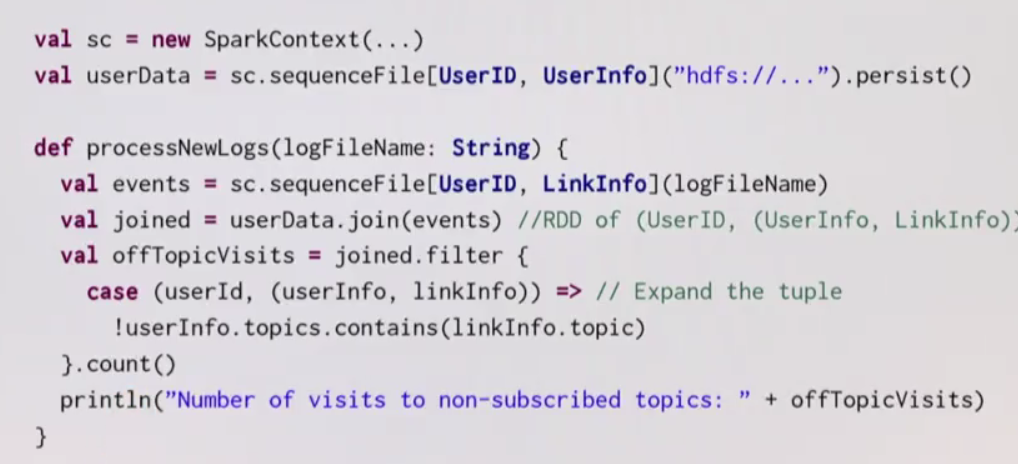 val sc = new SparkContext(...)
val userData = sc.sequenceFile[UserID, UserInfo]("hdfs://...").persist()
def processNewLogs(logFileName: String) {
val events = sc.sequenceFile[UserID, LinkInfo](logFileName)
val joined = userData.join(events) //RDD of (UserID, (UserInfo, LinkInfo))
val offTopicVisits = joined.filter {
case (userId, (userInfo, linkInfo)) => // Expand the tuple
!userInfo.topics.contains(linkInfo.topic)
}.count()
println("Number of visits to non-subscribed topics: " + offTopicVisits)
}